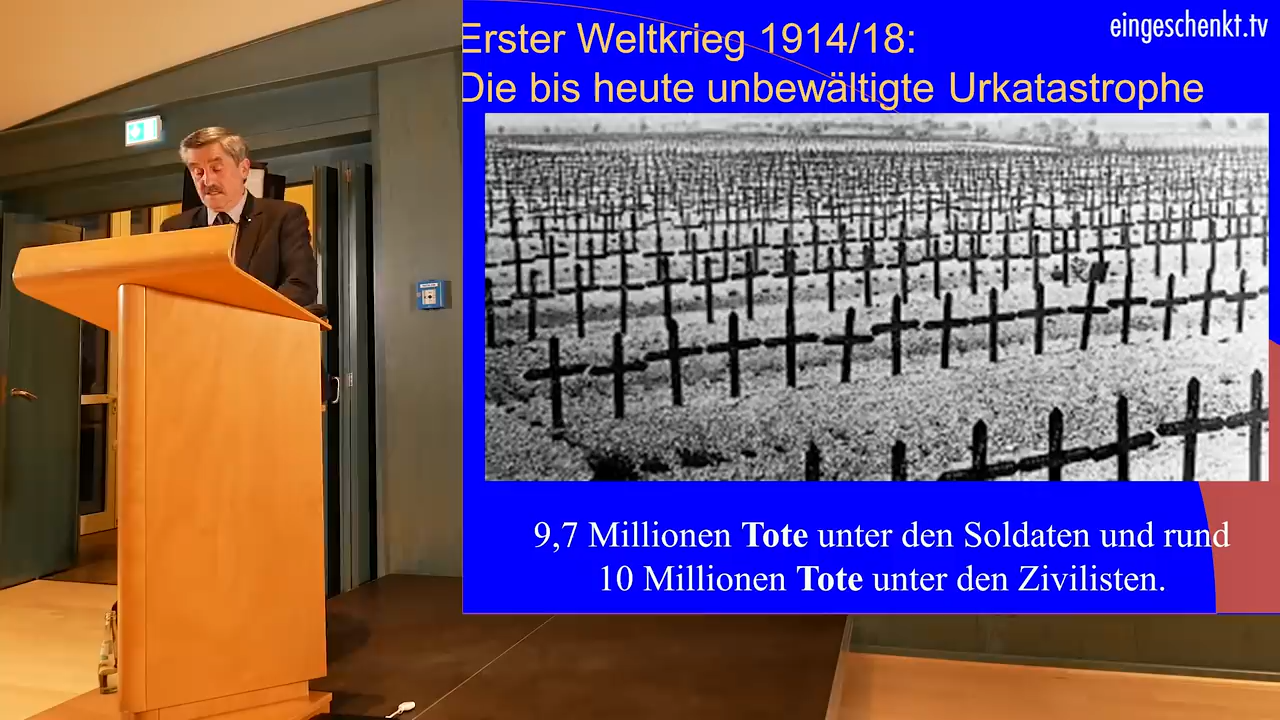 eingeschenkt.tv
Erster Weltkrieg 1914/18:
Die bis heute unbewältigte Urkatastrophe
9,7 Millionen Tote unter den Soldaten und rund
10 Millionen Tote unter den Zivilisten.